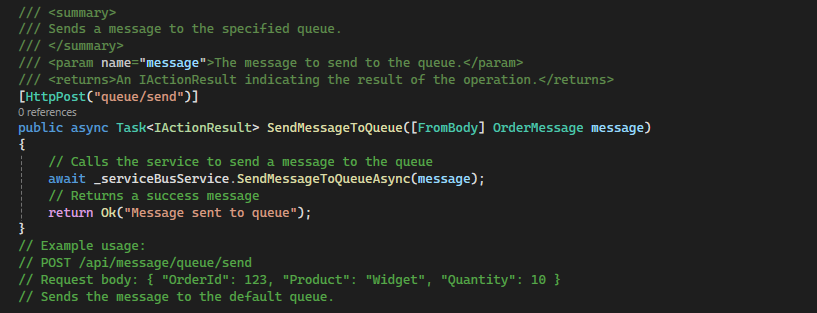 /// <summary>
/// Sends a message to the specified queue.
/// </summary>
/// <param name="message">The message to send to the queue.</param>
/// <returns>An IActionResult indicating the result of the operation.</returns>
[HttpPost("queue/send")]
0 references
public async Task<IActionResult> SendMessageToQueue([FromBody] OrderMessage message)
{
    // Calls the service to send a message to the queue
    await _serviceBusService.SendMessageToQueueAsync(message);
    // Returns a success message
    return Ok("Message sent to queue");
}
// Example usage:
// POST /api/message/queue/send
// Request body: { "OrderId": 123, "Product": "Widget", "Quantity": 10 }
// Sends the message to the default queue.